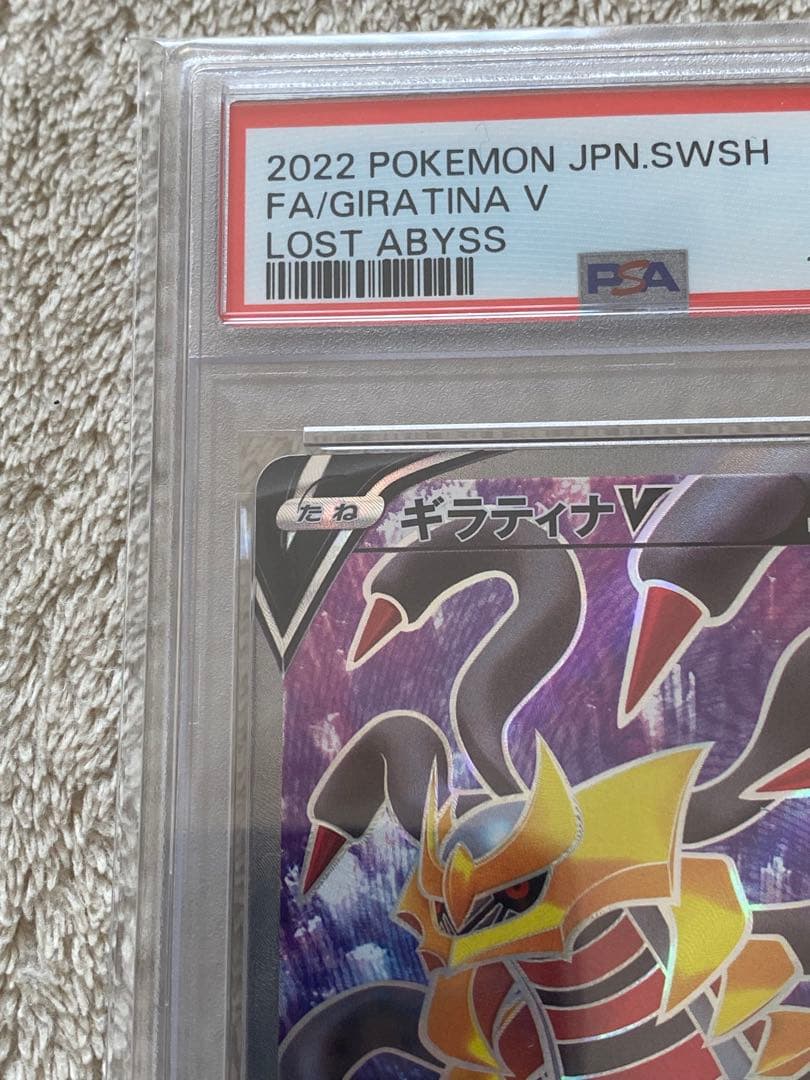 2022 POKEMON JPN.SWSH
FA/GIRATINA V
LOST ABYSS
PSA
たね ギラティナV